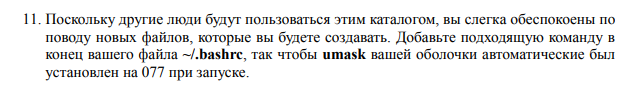 11. Поскольку другие люди будут пользоваться этим каталогом, вы слегка обеспокоены по
поводу новых файлов, которые вы будете создавать. Добавьте подходящую команду в
конец вашего файла ~/.bashrc, так чтобы umask вашей оболочки автоматические был
установлен на 077 при запуске.